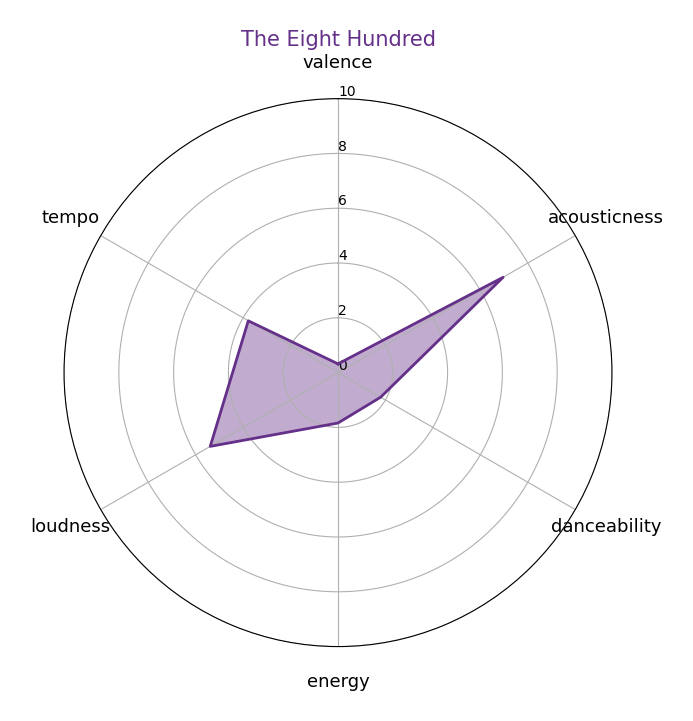 The Eight Hundred
valence
10
8
6
4
2
0
tempo
acousticness
loudness
danceability
energy